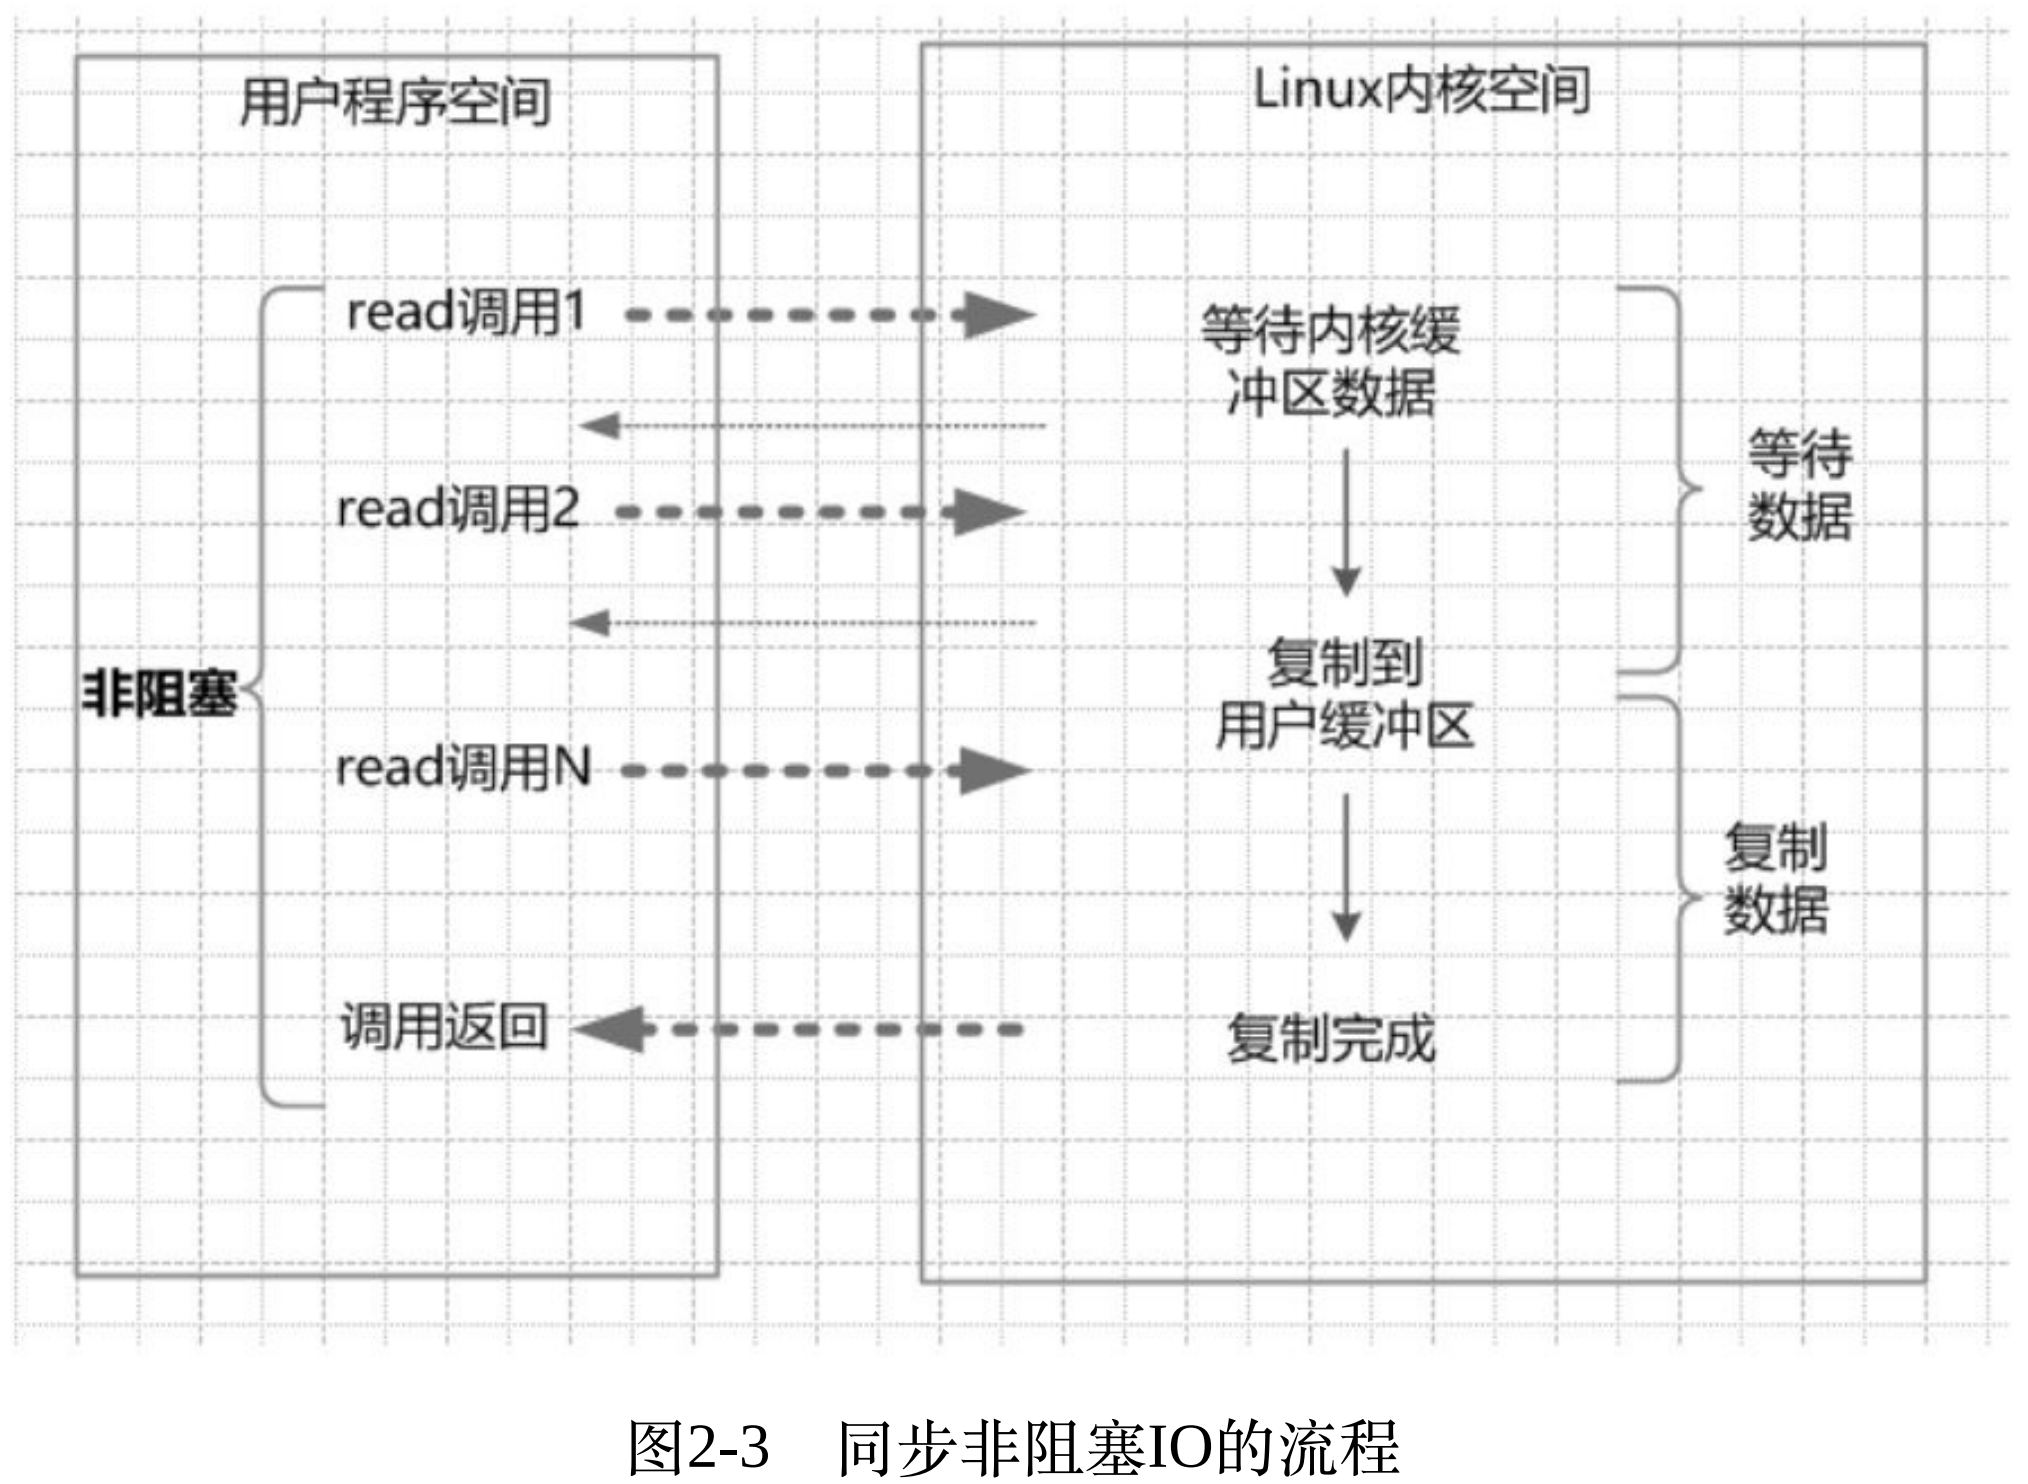 用户程序空间
Linux内核空间
read调用1
等待内核缓
冲区数据
等待
数据
read调用2
复制到
用户缓冲区
非阻塞
read调用N
复制
数据
调用返回
复制完成
图2-3 同步非阻塞IO的流程